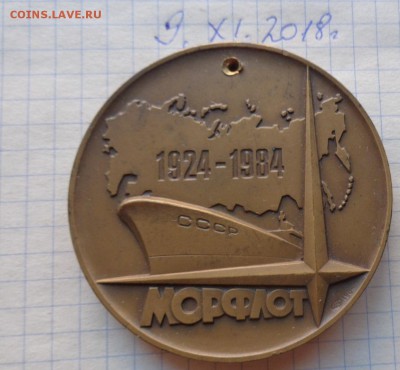 COINS.LAVE.RU
9. XI. 2018г
1924-1984
СССР
МОРФЛОТ